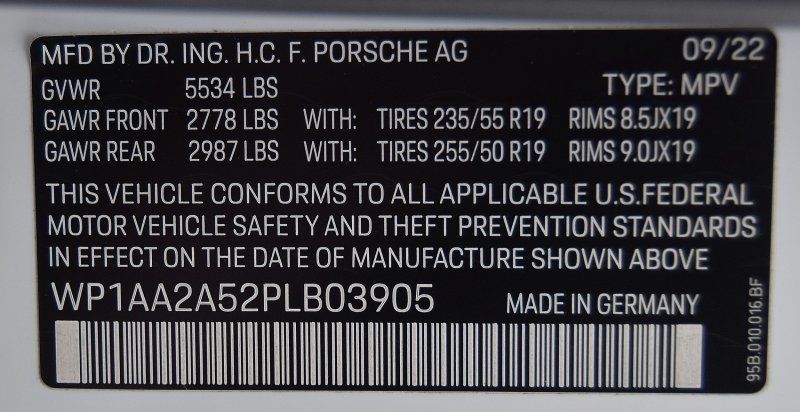 MFD BY DR. ING. H.C. F. PORSCHE AG 09/22
GVWR 5534 LBS TYPE: MPV
GAWR FRONT 2778 LBS WITH: TIRES 235/55 R19 RIMS 8.5JX19
GAWR REAR 2987 LBS WITH: TIRES 255/50 R19 RIMS 9.0JX19
THIS VEHICLE CONFORMS TO ALL APPLICABLE U.S.FEDERAL
MOTOR VEHICLE SAFETY AND THEFT PREVENTION STANDARDS
IN EFFECT ON THE DATE OF MANUFACTURE SHOWN ABOVE
WP1AA2A52PLB03905 MADE IN GERMANY
95B.010.016.BF